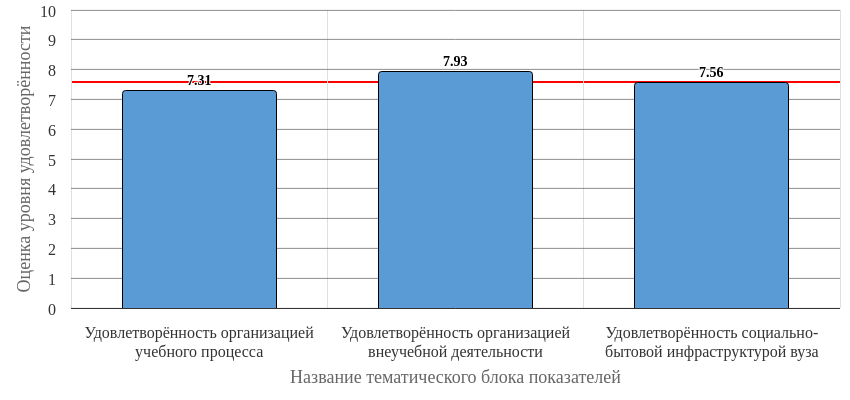 Оценка уровня удовлетворённости
10
9
8
7
6
5
4
3
2
1
0
7.31
7.93
7.56
Удовлетворённость организацией
учебного процесса
Удовлетворённость организацией
внеучебной деятельности
Удовлетворённость социально-
бытовой инфраструктурой вуза
Название тематического блока показателей